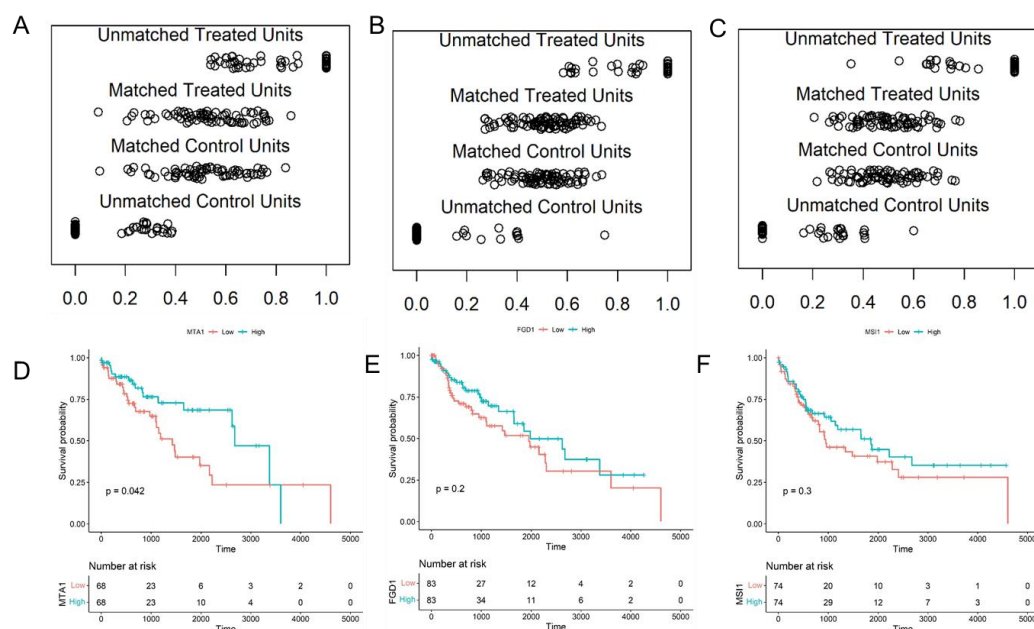 A
Unmatched Treated Units
Matched Treated Units
Matched Control Units
Unmatched Control Units
0.0 0.2 0.4 0.6 0.8 1.0
B
Unmatched Treated Units
Matched Treated Units
Matched Control Units
Unmatched Control Units
0.0 0.2 0.4 0.6 0.8 1.0
C
Unmatched Treated Units
Matched Treated Units
Matched Control Units
Unmatched Control Units
0.0 0.2 0.4 0.6 0.8 1.0
D
MTA1 Low High
Survival probability
1.00
0.75
0.50
0.25
0.00
p = 0.042
0 1000 2000 3000 4000 5000
Time
Number at risk
MTA1
Low 68 23 6 3 2 0
High 68 23 10 4 0 0
0 1000 2000 3000 4000 5000
Time
E
FGD1 Low High
Survival probability
1.00
0.75
0.50
0.25
0.00
p = 0.2
0 1000 2000 3000 4000 5000
Time
Number at risk
FGD1
Low 83 27 12 4 2 0
High 83 34 11 6 2 0
0 1000 2000 3000 4000 5000
Time
F
MSI1 Low High
Survival probability
1.00
0.75
0.50
0.25
0.00
p = 0.3
0 1000 2000 3000 4000 5000
Time
Number at risk
MSI1
Low 74 20 10 3 1 0
High 74 29 12 7 3 0
0 1000 2000 3000 4000 5000
Time